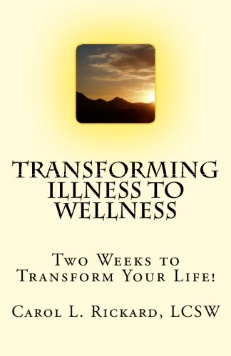 TRANSFORMING
ILLNESS TO
WELLNESS
Two Weeks to
Transform Your Life!
Carol L. Rickard, LCSW